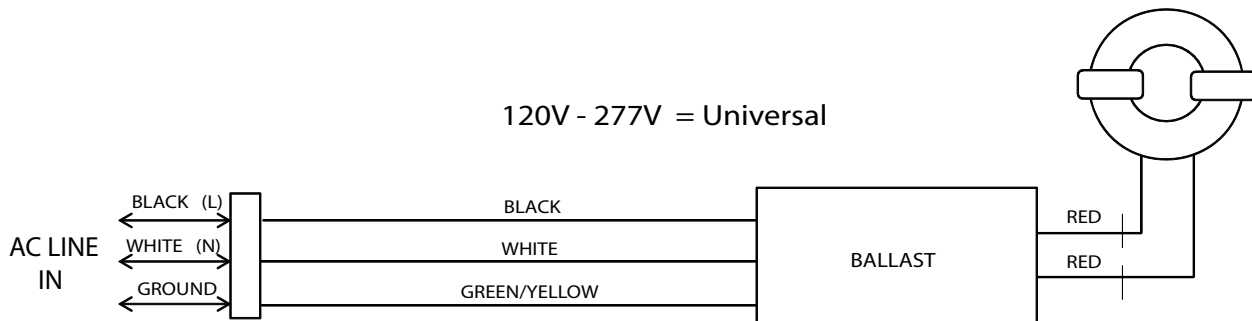 120V - 277V = Universal
BLACK (L)
BLACK
RED
AC LINE
IN
WHITE (N)
WHITE
BALLAST
RED
GROUND
GREEN/YELLOW